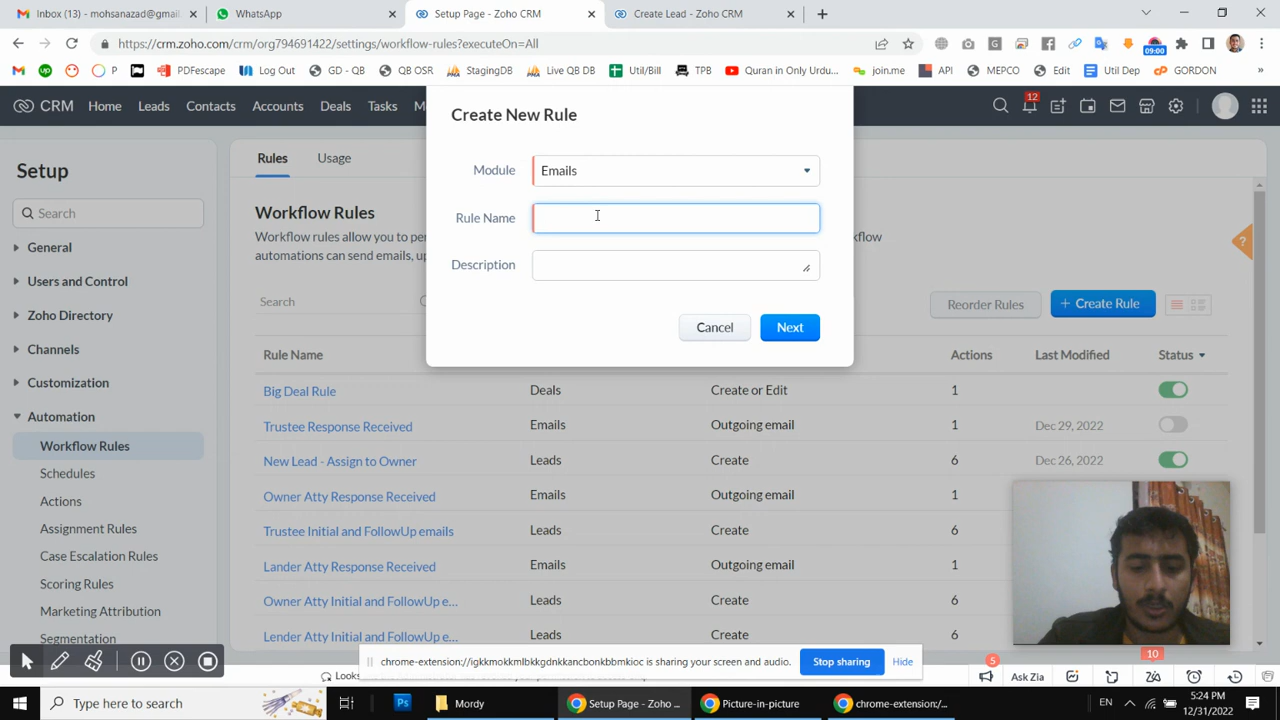 Inbox (13) - mohsanazad@gmail.
WhatsApp
Setup Page - Zoho CRM
Create Lead - Zoho CRM
https://crm.zoho.com/crm/org794691422/settings/workflow-rules?executeOn=All
09:00
P
PDFescape
Log Out
GD - QB
QB OSR
StagingDB
Live QB DB
Util/Bill
TPB
Quran in Only Urdu...
join.me
API
MEPCO
Edit
Util Dep
GORDON
»
CRM
Home
Leads
Contacts
Accounts
Deals
Tasks
M
12
Create New Rule
Module
Emails
Rule Name
Description
Cancel
Next
Setup
Search
General
Users and Control
Zoho Directory
Channels
Customization
Automation
Workflow Rules
Schedules
Actions
Assignment Rules
Case Escalation Rules
Scoring Rules
Marketing Attribution
Segmentation
Rules
Usage
Workflow Rules
Workflow rules allow you to per
kflow
automations can send emails, up
?
Search
Reorder Rules
+ Create Rule
Rule Name
Actions
Last Modified
Status
Big Deal Rule
Deals
Create or Edit
1
Trustee Response Received
Emails
Outgoing email
1
Dec 29, 2022
New Lead - Assign to Owner
Leads
Create
6
Dec 26, 2022
Owner Atty Response Received
Emails
Outgoing email
1
Trustee Initial and FollowUp emails
Leads
Create
6
Lander Atty Response Received
Emails
Outgoing email
1
Owner Atty Initial and FollowUp e...
Leads
Create
6
Lender Atty Initial and FollowUp e...
Leads
Create
6
chrome-extension://igkkmokkmlbkkgdnkkancbonkbbmkioc is sharing your screen and audio.
Stop sharing
Hide
Looks
5
Ask Zia
10
Type here to search
Mordy
Setup Page - Zoho ...
Picture-in-picture
chrome-extension:/...
EN
5:24 PM
12/31/2022